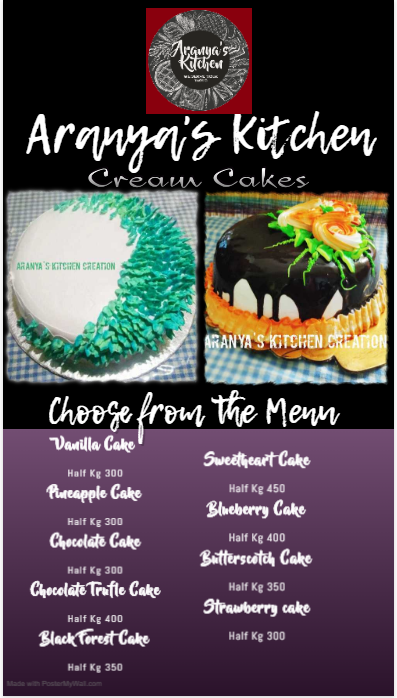 Aranya's
Kitchen
Aranya's Kitchen
Cream Cakes
ARANYA'S KITCHEN CREATION
ARANYA'S KITCHEN CREATION
Choose from the Menu
Vanilla Cake
Half Kg 300
Pineapple Cake
Half Kg 300
Chocolate Cake
Half Kg 300
Chocolate Trufle Cake
Half Kg 400
Black Forest Cake
Half Kg 350
Sweetheart Cake
Half Kg 450
Blueberry Cake
Half Kg 400
Butterscotch Cake
Half Kg 350
Strawberry cake
Half Kg 300
Made with PosterMyWall.com